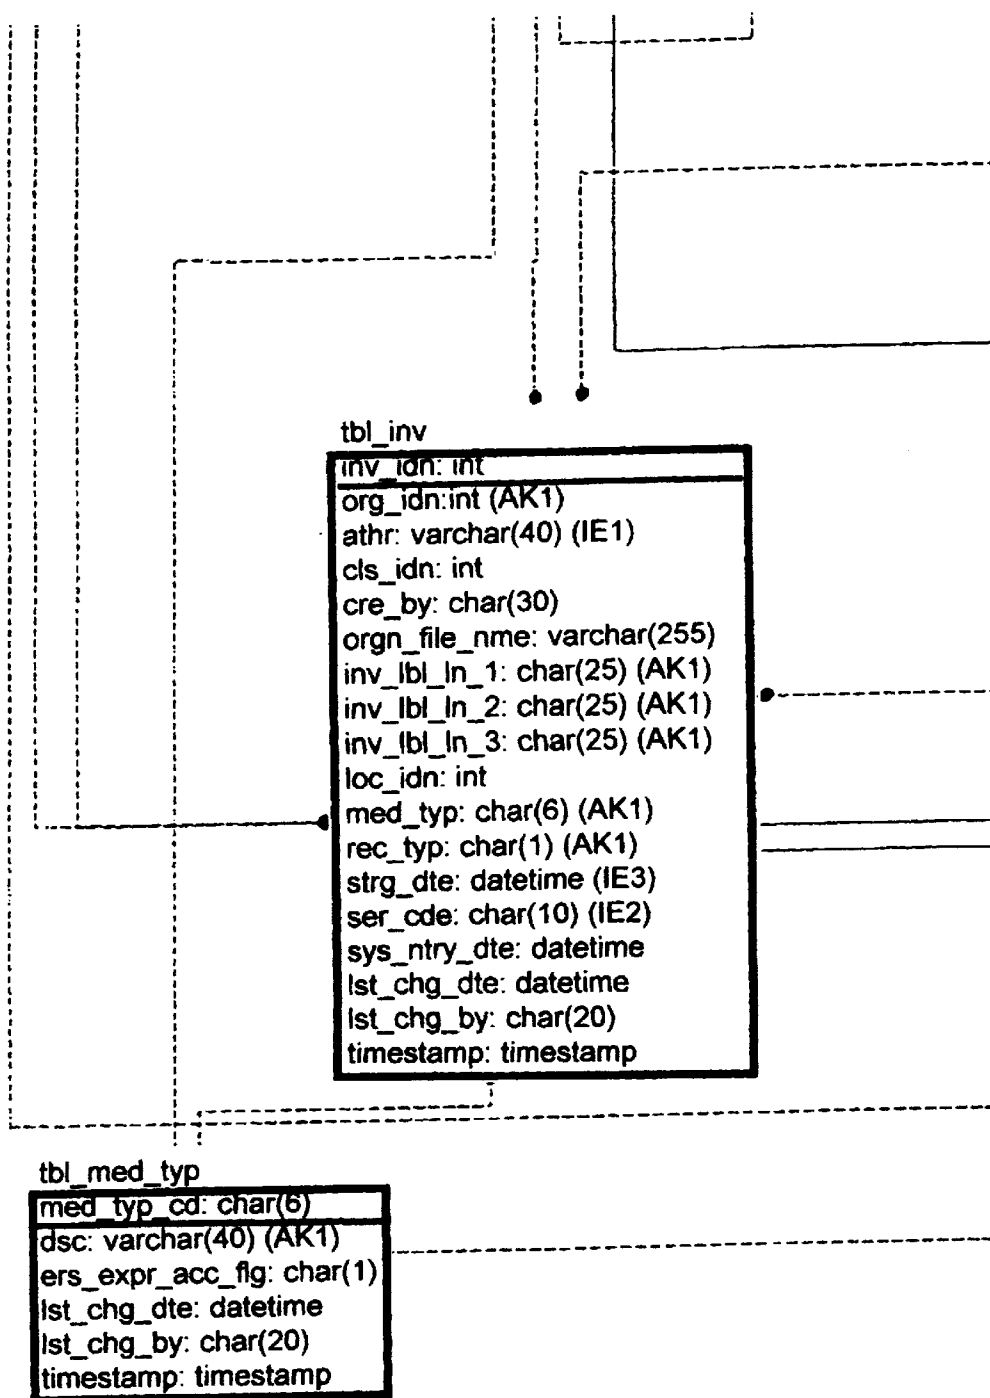 tbl_inv
inv_idn: int
org_idn:int (AK1)
athr: varchar(40) (IE1)
cls_idn: int
cre_by: char(30)
orgn_file_nme: varchar(255)
inv_lbl_ln_1: char(25) (AK1)
inv_lbl_ln_2: char(25) (AK1)
inv_lbl_ln_3: char(25) (AK1)
loc_idn: int
med_typ: char(6) (AK1)
rec_typ: char(1) (AK1)
strg_dte: datetime (IE3)
ser_cde: char(10) (IE2)
sys_ntry_dte: datetime
lst_chg_dte: datetime
lst_chg_by: char(20)
timestamp: timestamp
tbl_med_typ
med_typ_cd: char(6)
dsc: varchar(40) (AK1)
ers_expr_acc_flg: char(1)
lst_chg_dte: datetime
lst_chg_by: char(20)
timestamp: timestamp